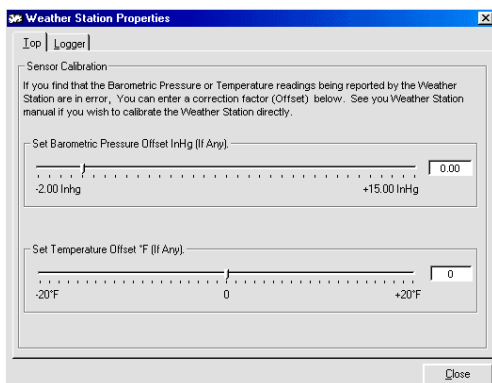 Weather Station Properties
Top Logger
Sensor Calibration
If you find that the Barometric Pressure or Temperature readings being reported by the Weather
Station are in error, You can enter a correction factor (Offset) below. See you Weather Station
manual if you wish to calibrate the Weather Station directly.
Set Barometric Pressure Offset InHg (If Any).
0.00
-2.00 Inhg +15.00 InHg
Set Temperature Offset °F (If Any).
0
-20°F 0 +20°F
Close